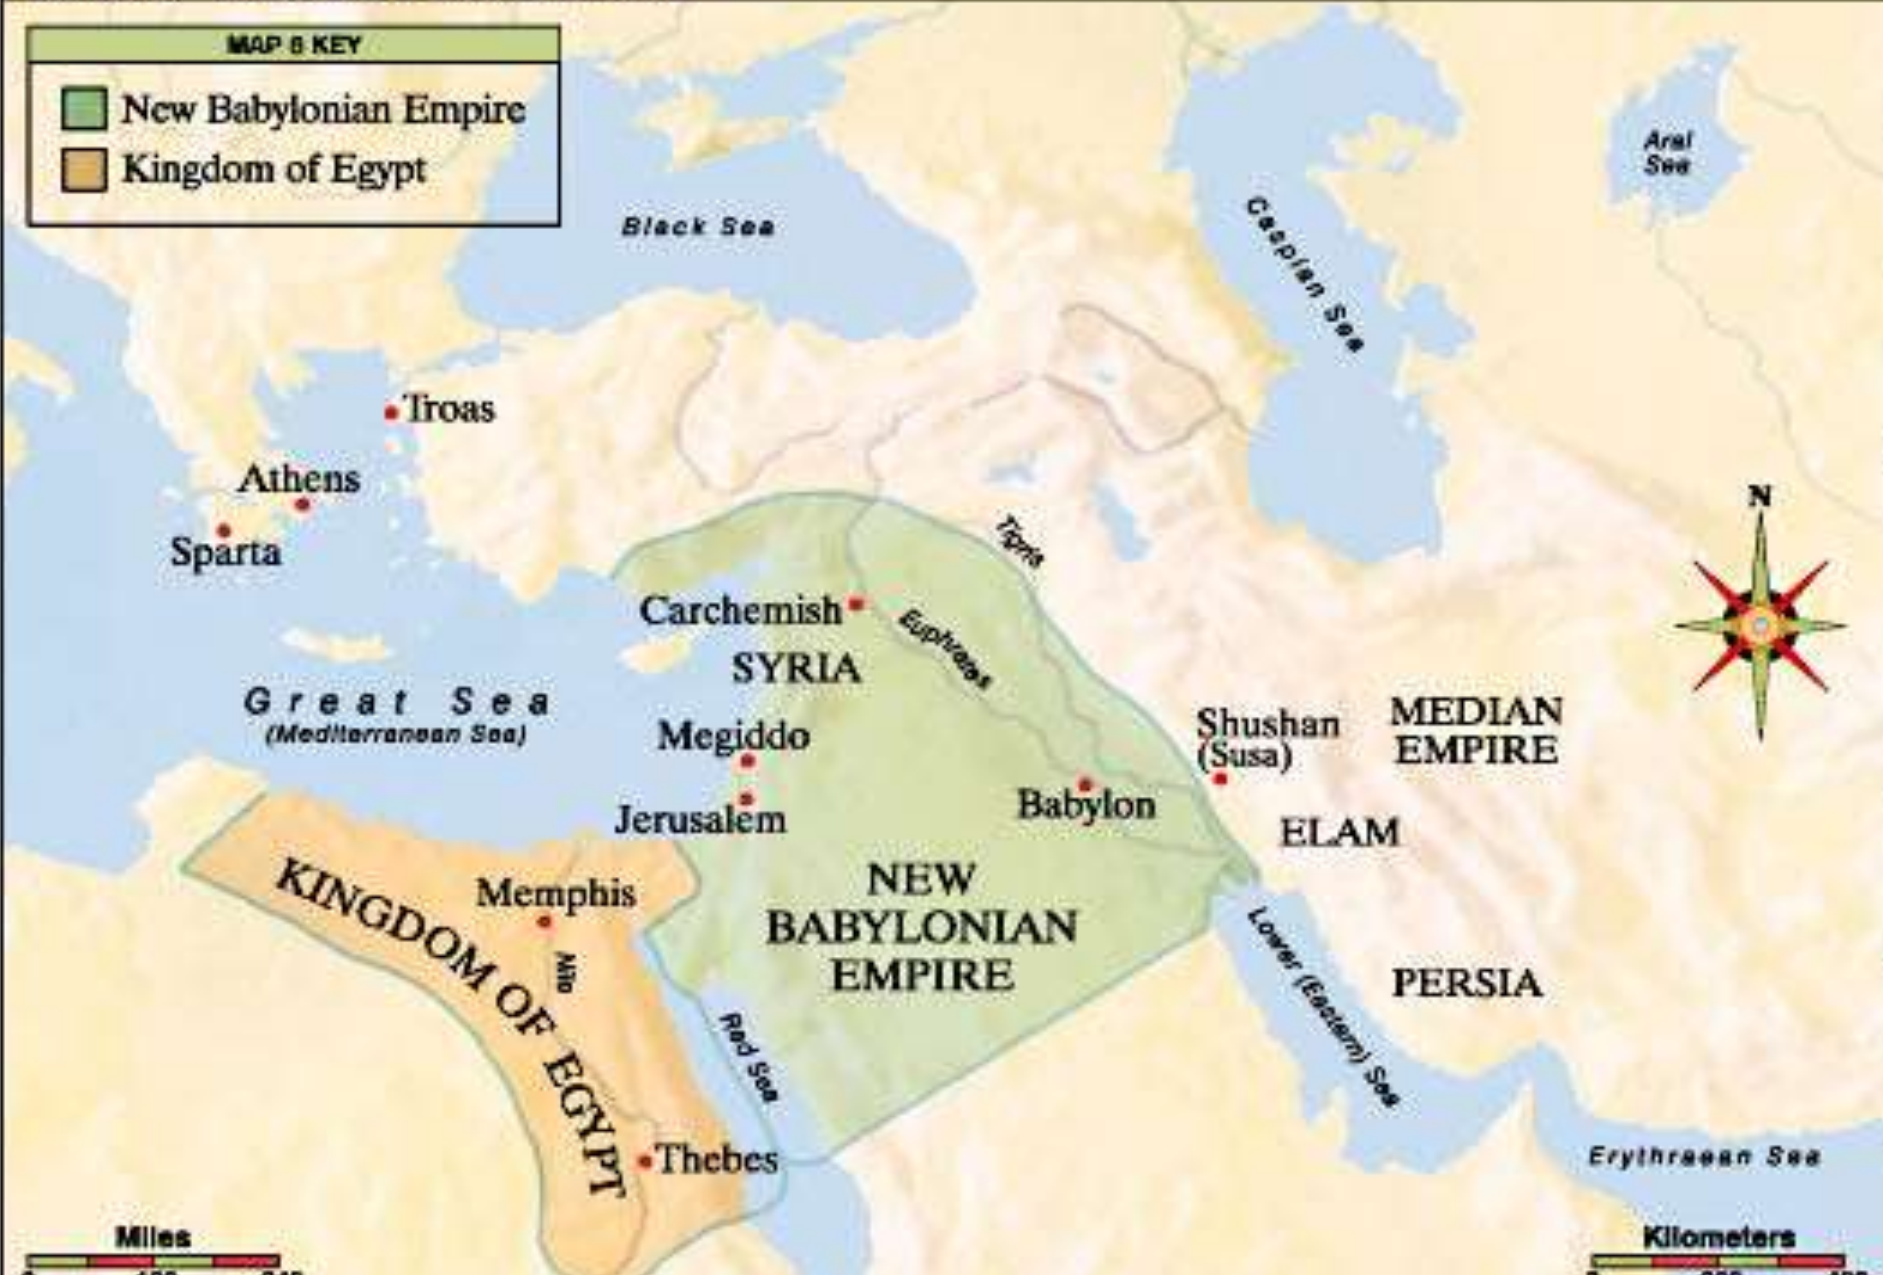 MAP 6 KEY
New Babylonian Empire
Kingdom of Egypt
Black Sea
Caspian Sea
Aral
Sea
Troas
Athens
Sparta
N
Tigris
Carchemish
Euphrates
SYRIA
Great Sea
(Mediterranean Sea)
Megiddo
Jerusalem
Babylon
Shushan
(Susa)
MEDIAN
EMPIRE
ELAM
KINGDOM OF EGYPT
Memphis
Nile
NEW
BABYLONIAN
EMPIRE
Lower (Eastern) Sea
PERSIA
Red Sea
Thebes
Erythraean Sea
Miles
Kilometers